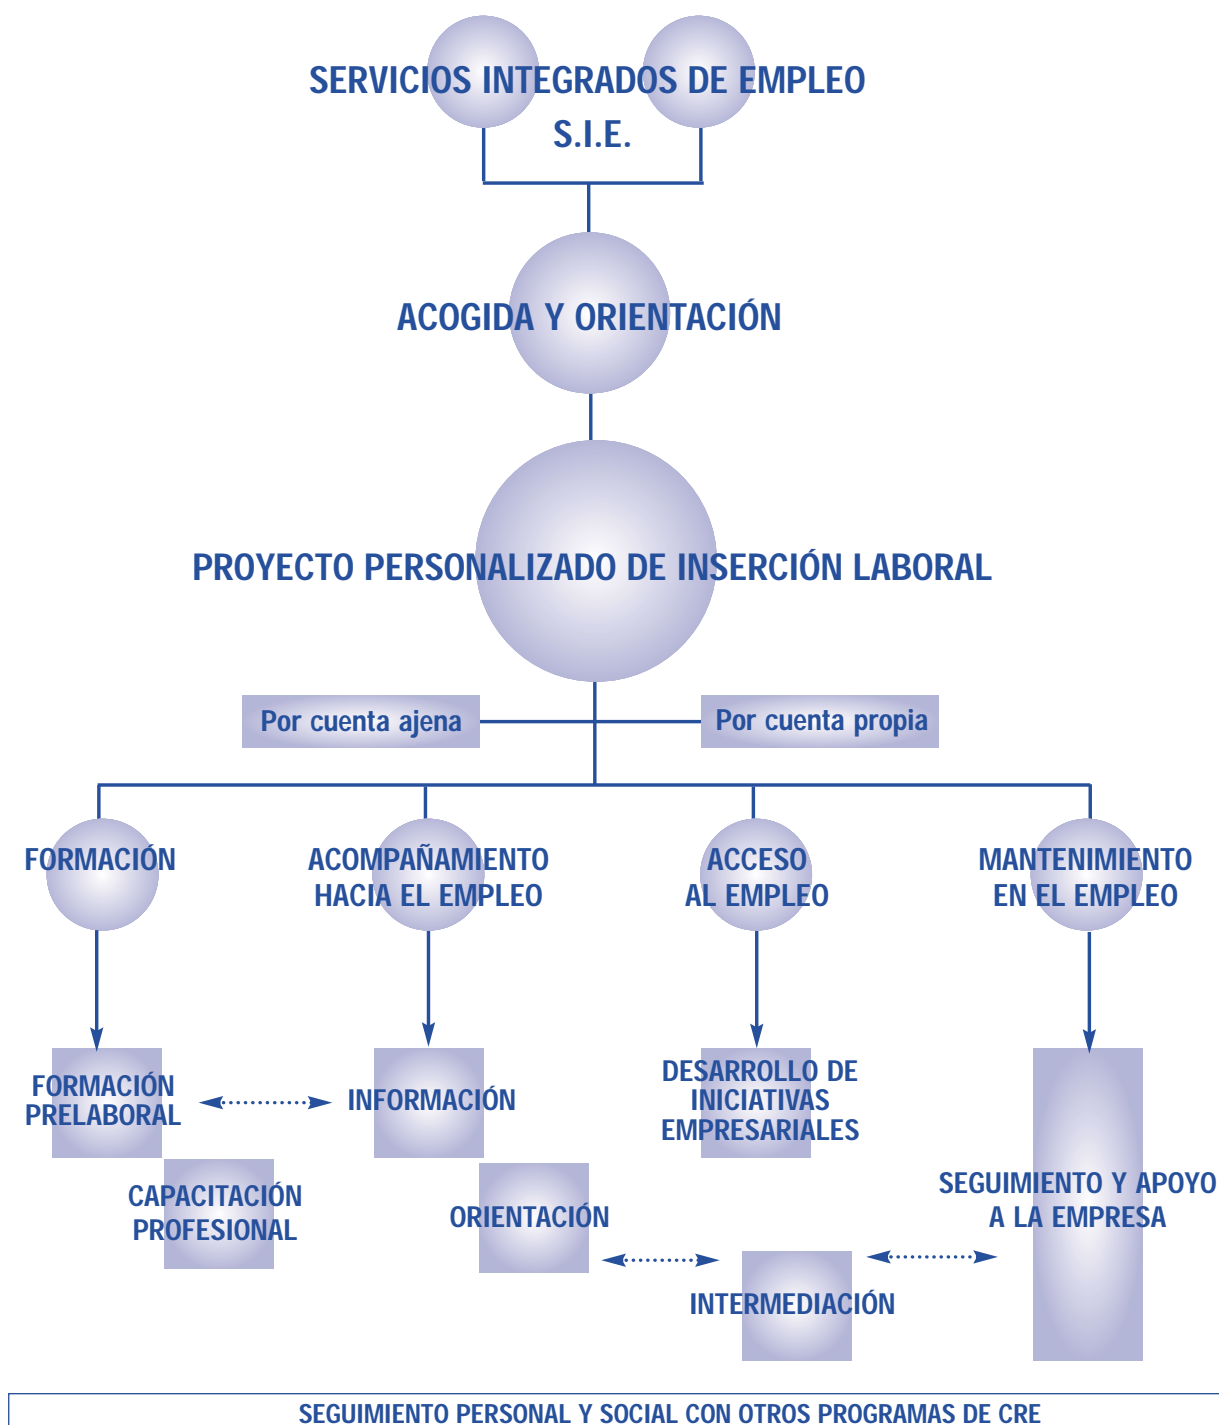 SERVICIOS INTEGRADOS DE EMPLEO
S.I.E.
ACOGIDA Y ORIENTACIÓN
PROYECTO PERSONALIZADO DE INSERCIÓN LABORAL
Por cuenta ajena
Por cuenta propia
FORMACIÓN
ACOMPAÑAMIENTO
HACIA EL EMPLEO
ACCESO
AL EMPLEO
MANTENIMIENTO
EN EL EMPLEO
FORMACIÓN
PRELABORAL
INFORMACIÓN
DESARROLLO DE
INICIATIVAS
EMPRESARIALES
CAPACITACIÓN
PROFESIONAL
ORIENTACIÓN
SEGUIMIENTO Y APOYO
A LA EMPRESA
INTERMEDIACIÓN
SEGUIMIENTO PERSONAL Y SOCIAL CON OTROS PROGRAMAS DE CRE